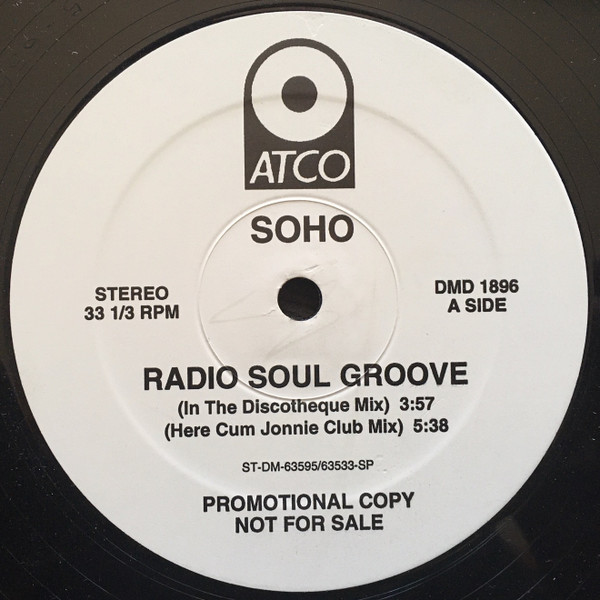 ATCO
SOHO
STEREO
33 1/3 RPM
DMD 1896
A SIDE
RADIO SOUL GROOVE
(In The Discotheque Mix) 3:57
(Here Cum Jonnie Club Mix) 5:38
ST-DM-63595/63533-SP
PROMOTIONAL COPY
NOT FOR SALE